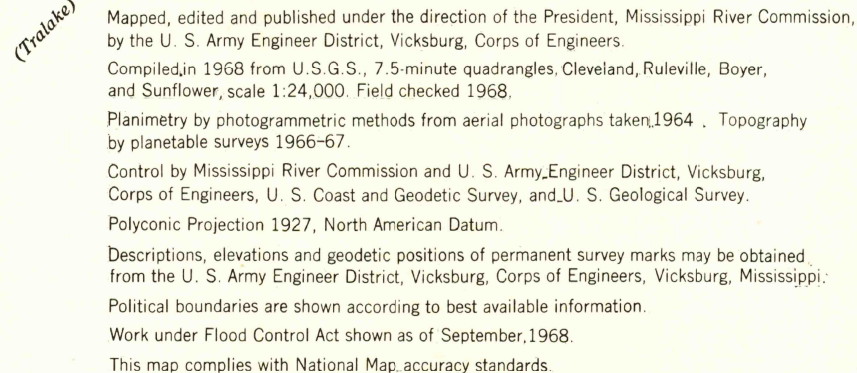 (Tralake)
Mapped, edited and published under the direction of the President, Mississippi River Commission,
by the U. S. Army Engineer District, Vicksburg, Corps of Engineers.
Compiled in 1968 from U.S.G.S., 7.5-minute quadrangles, Cleveland, Ruleville, Boyer,
and Sunflower, scale 1:24,000. Field checked 1968.
Planimetry by photogrammetric methods from aerial photographs taken 1964 . Topography
by planetable surveys 1966-67.
Control by Mississippi River Commission and U. S. Army Engineer District, Vicksburg,
Corps of Engineers, U. S. Coast and Geodetic Survey, and U. S. Geological Survey.
Polyconic Projection 1927, North American Datum.
Descriptions, elevations and geodetic positions of permanent survey marks may be obtained
from the U. S. Army Engineer District, Vicksburg, Corps of Engineers, Vicksburg, Mississippi.
Political boundaries are shown according to best available information.
Work under Flood Control Act shown as of September, 1968.
This map complies with National Map accuracy standards.